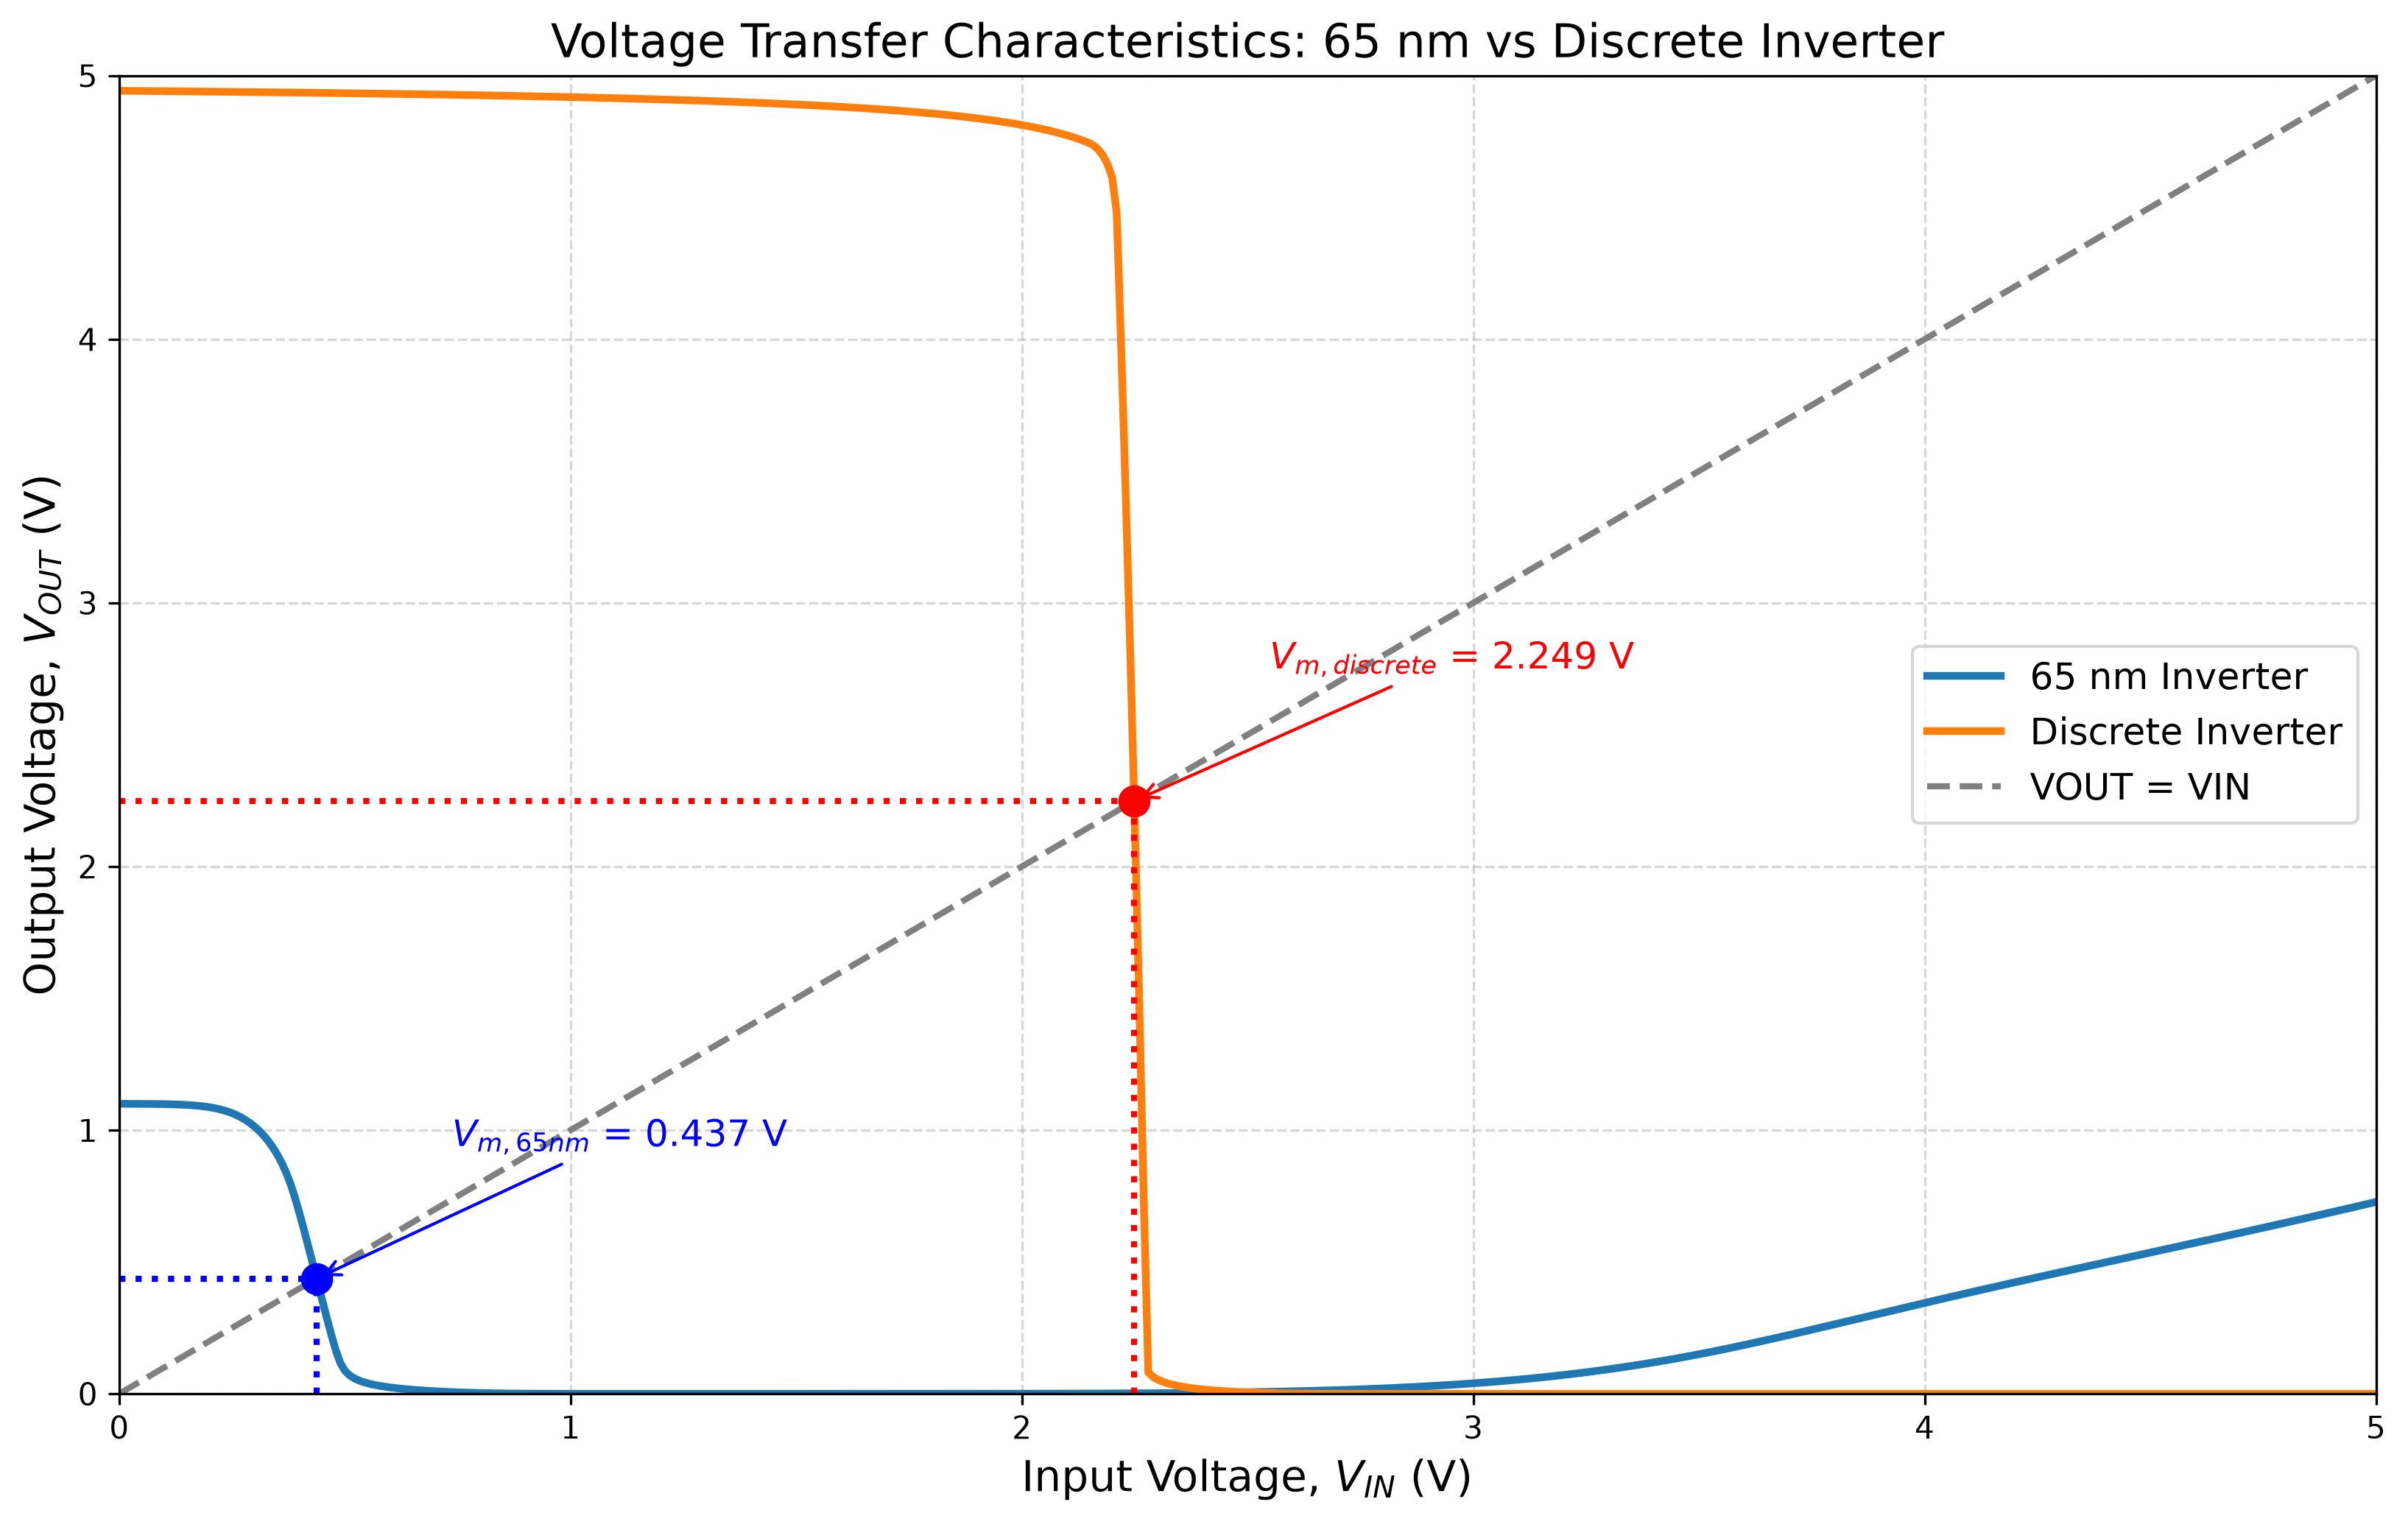 Voltage Transfer Characteristics: 65 nm vs Discrete Inverter
Output Voltage, V_OUT (V)
5
4
3
2
1
0
V_m,discrete = 2.249 V
V_m,65nm = 0.437 V
65 nm Inverter
Discrete Inverter
VOUT = VIN
0 1 2 3 4 5
Input Voltage, V_IN (V)